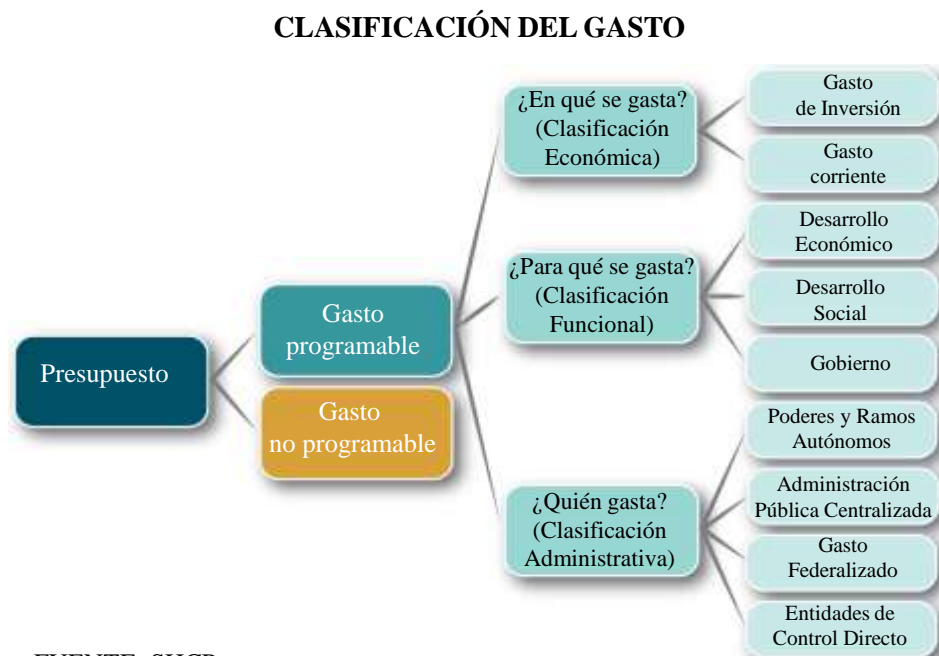 CLASIFICACIÓN DEL GASTO
Presupuesto
Gasto
programable
Gasto
no programable
¿En qué se gasta?
(Clasificación
Económica)
Gasto
de Inversión
Gasto
corriente
¿Para qué se gasta?
(Clasificación
Funcional)
Desarrollo
Económico
Desarrollo
Social
Gobierno
¿Quién gasta?
(Clasificación
Administrativa)
Poderes y Ramos
Autónomos
Administración
Pública Centralizada
Gasto
Federalizado
Entidades de
Control Directo
FUENTE: SHCP